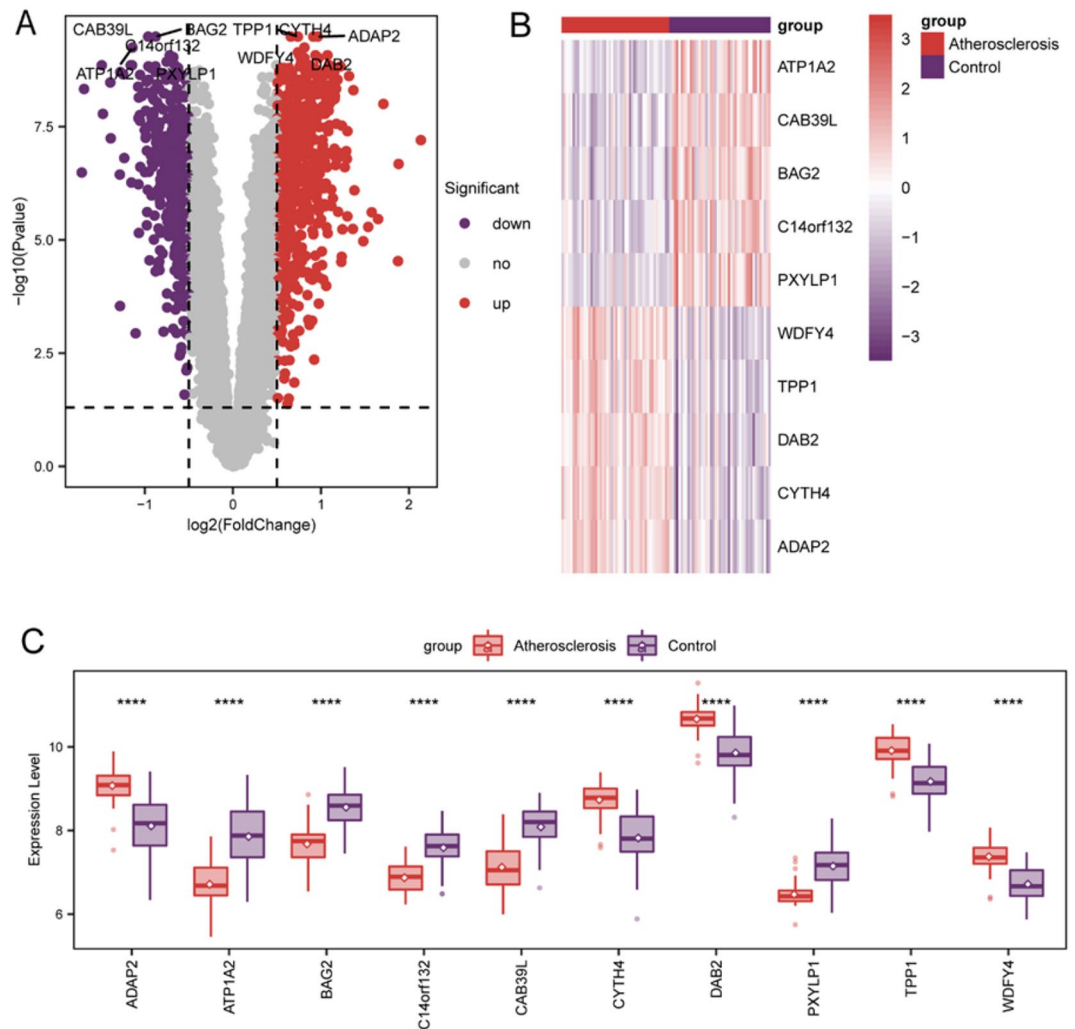 A
CAB39L
BAG2
TPP1
CYTH4
ADAP2
C14orf132
WDFY4
DAB2
ATP1A2
PXYLP1
7.5
5.0
2.5
0.0
−log10(Pvalue)
−1
0
1
2
log2(FoldChange)
Significant
down
no
up
B
group
ATP1A2
CAB39L
BAG2
C14orf132
PXYLP1
WDFY4
TPP1
DAB2
CYTH4
ADAP2
3
2
1
0
−1
−2
−3
group
Atherosclerosis
Control
C
group
Atherosclerosis
Control
**** **** **** **** **** **** **** **** **** ****
10
8
6
Expression Level
ADAP2
ATP1A2
BAG2
C14orf132
CAB39L
CYTH4
DAB2
PXYLP1
TPP1
WDFY4